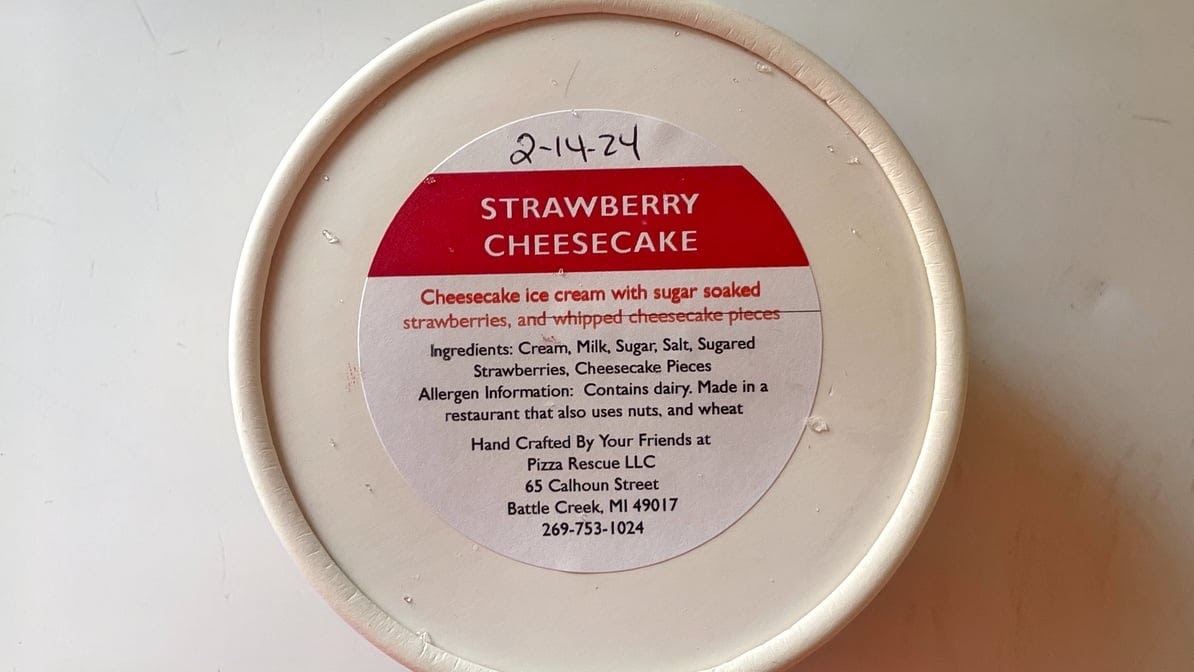 2-14-24
STRAWBERRY
CHEESECAKE
Cheesecake ice cream with sugar soaked
strawberries, and whipped cheesecake pieces
Ingredients: Cream, Milk, Sugar, Salt, Sugared
Strawberries, Cheesecake Pieces
Allergen Information: Contains dairy. Made in a
restaurant that also uses nuts, and wheat
Hand Crafted By Your Friends at
Pizza Rescue LLC
65 Calhoun Street
Battle Creek, MI 49017
269-753-1024